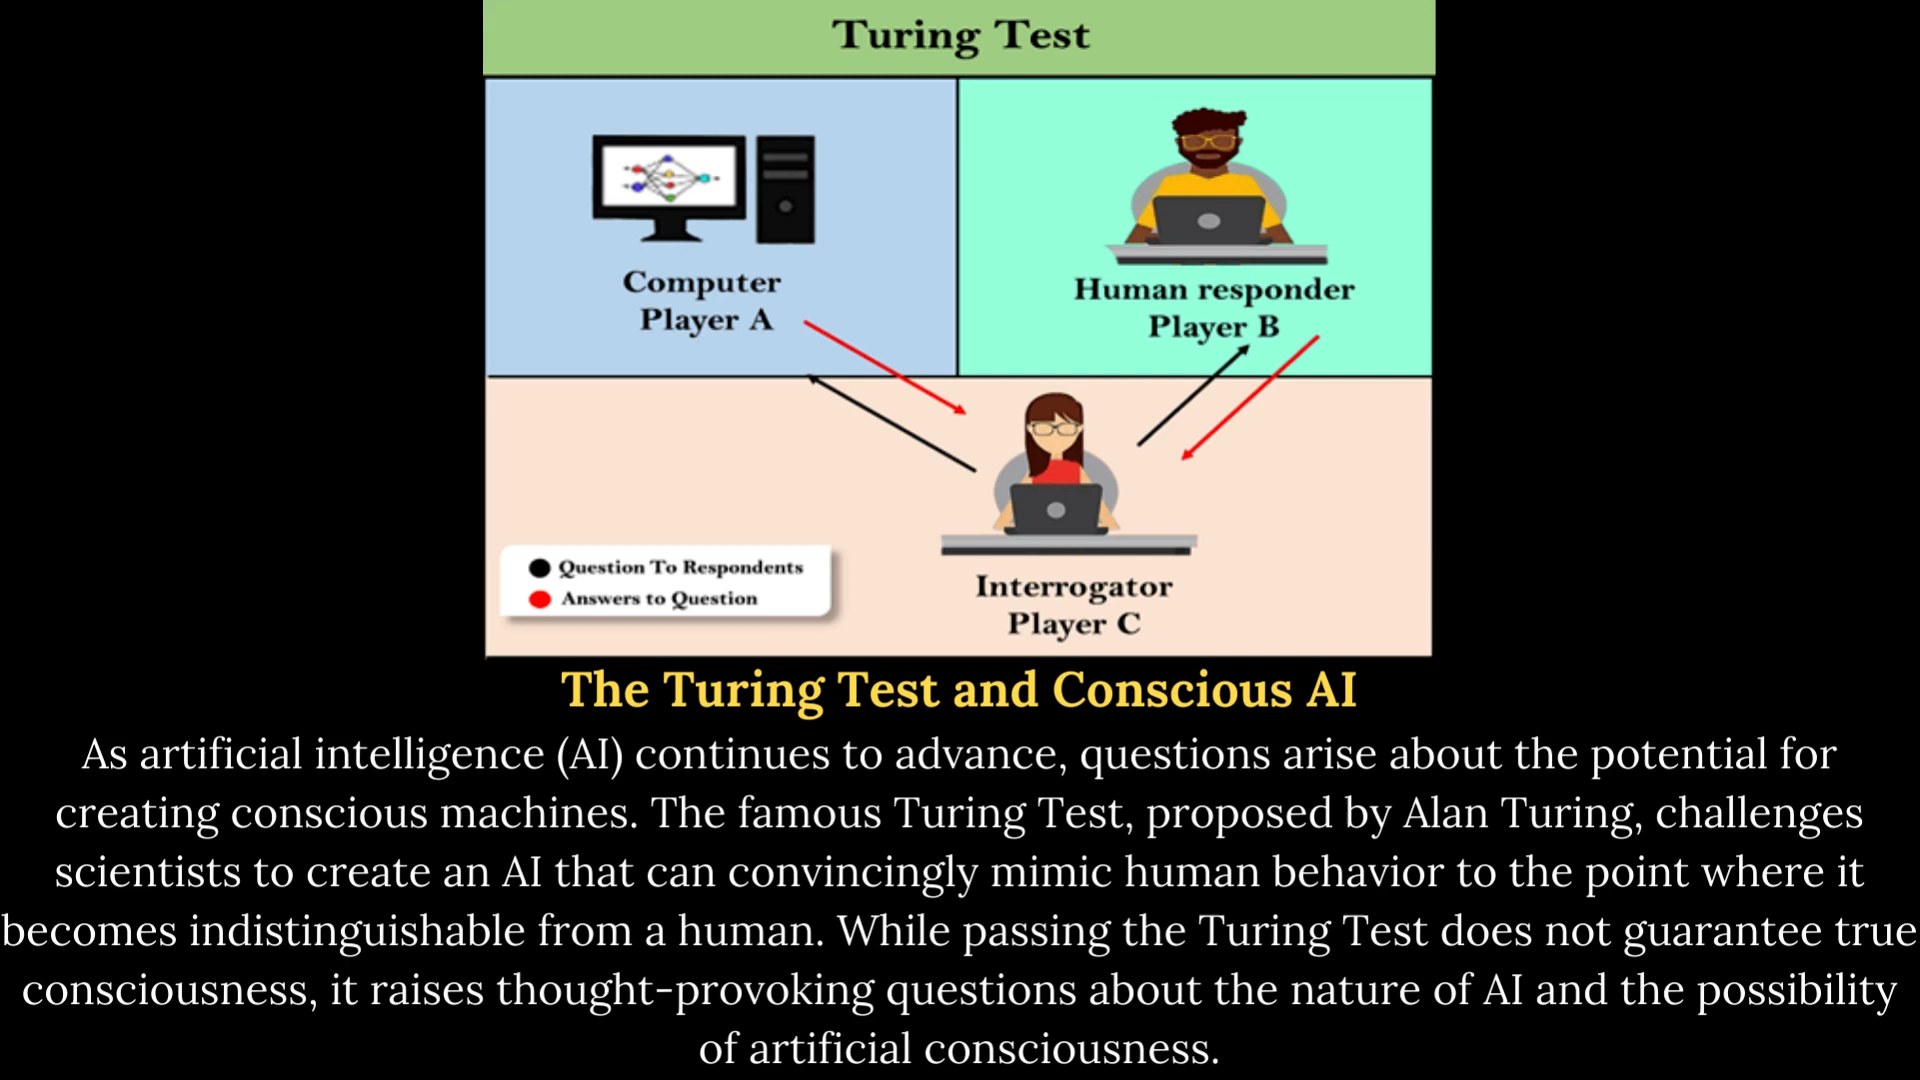 Turing Test
Computer
Player A
Human responder
Player B
Question To Respondents
Answers to Question
Interrogator
Player C
The Turing Test and Conscious AI
As artificial intelligence (AI) continues to advance, questions arise about the potential for
creating conscious machines. The famous Turing Test, proposed by Alan Turing, challenges
scientists to create an AI that can convincingly mimic human behavior to the point where it
becomes indistinguishable from a human. While passing the Turing Test does not guarantee true
consciousness, it raises thought-provoking questions about the nature of AI and the possibility
of artificial consciousness.